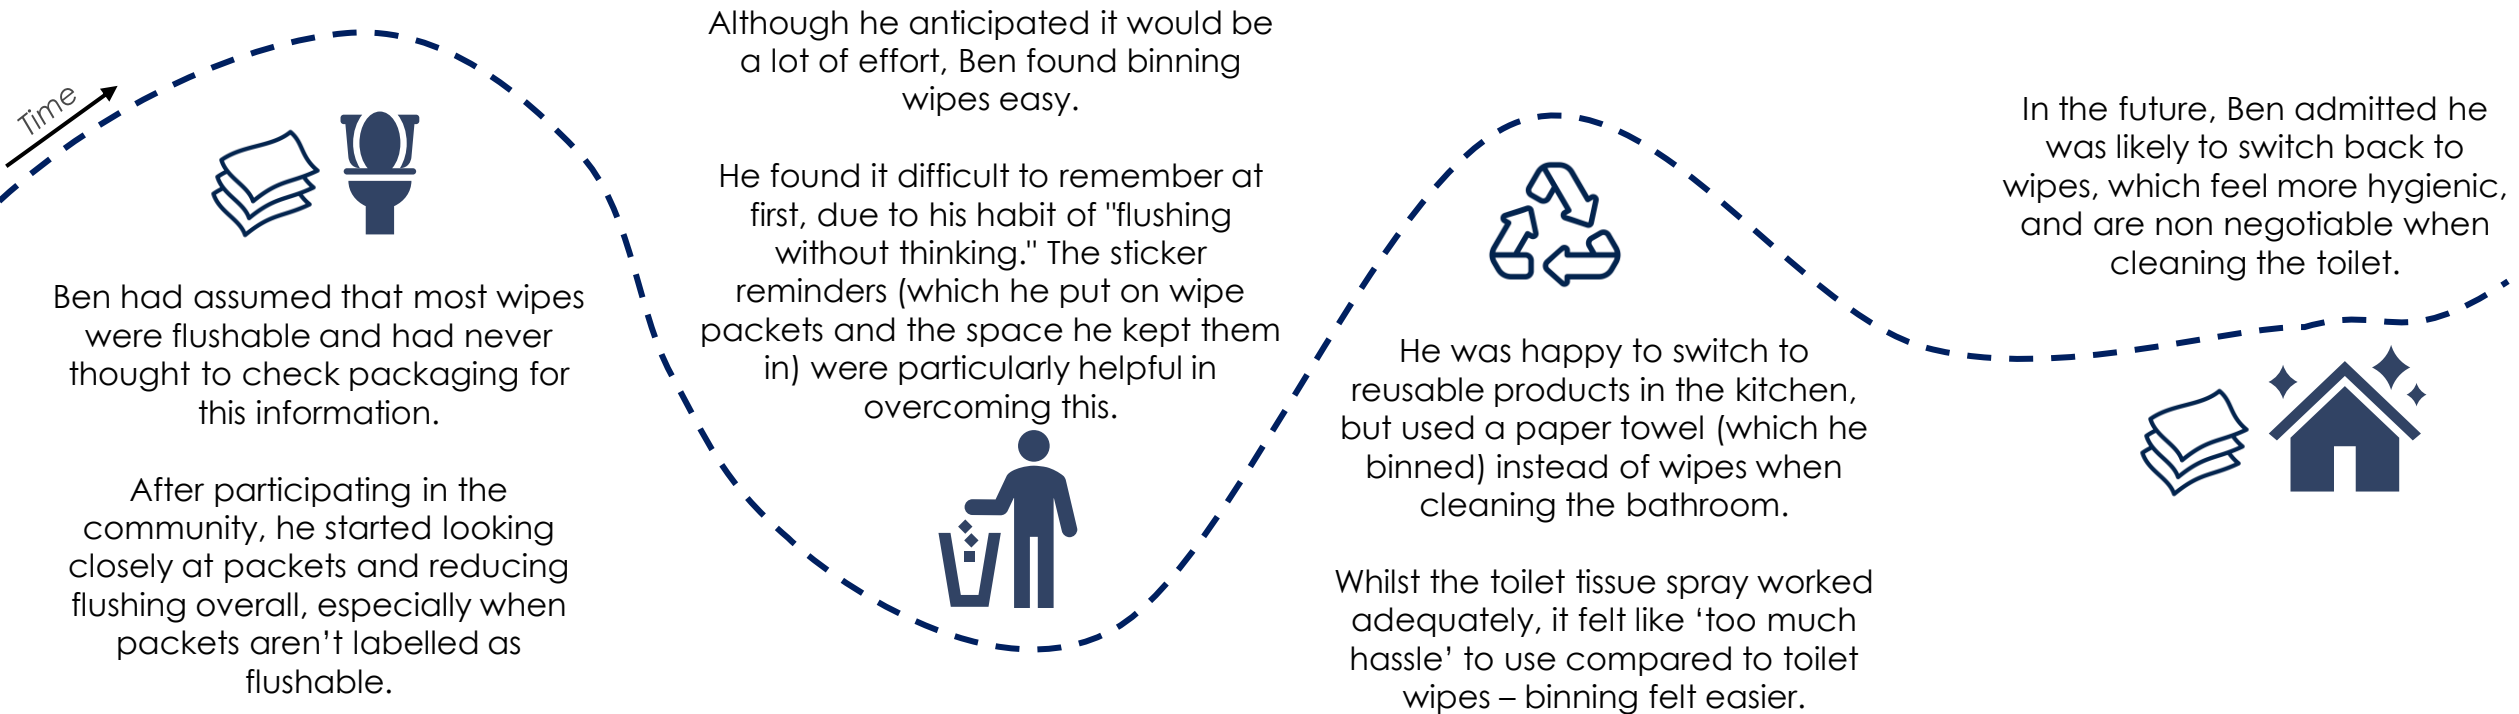 Time
Ben had assumed that most wipes
were flushable and had never
thought to check packaging for
this information.
After participating in the
community, he started looking
closely at packets and reducing
flushing overall, especially when
packets aren’t labelled as
flushable.
Although he anticipated it would be
a lot of effort, Ben found binning
wipes easy.
He found it difficult to remember at
first, due to his habit of "flushing
without thinking." The sticker
reminders (which he put on wipe
packets and the space he kept them
in) were particularly helpful in
overcoming this.
He was happy to switch to
reusable products in the kitchen,
but used a paper towel (which he
binned) instead of wipes when
cleaning the bathroom.
Whilst the toilet tissue spray worked
adequately, it felt like ‘too much
hassle’ to use compared to toilet
wipes – binning felt easier.
In the future, Ben admitted he
was likely to switch back to
wipes, which feel more hygienic,
and are non negotiable when
cleaning the toilet.